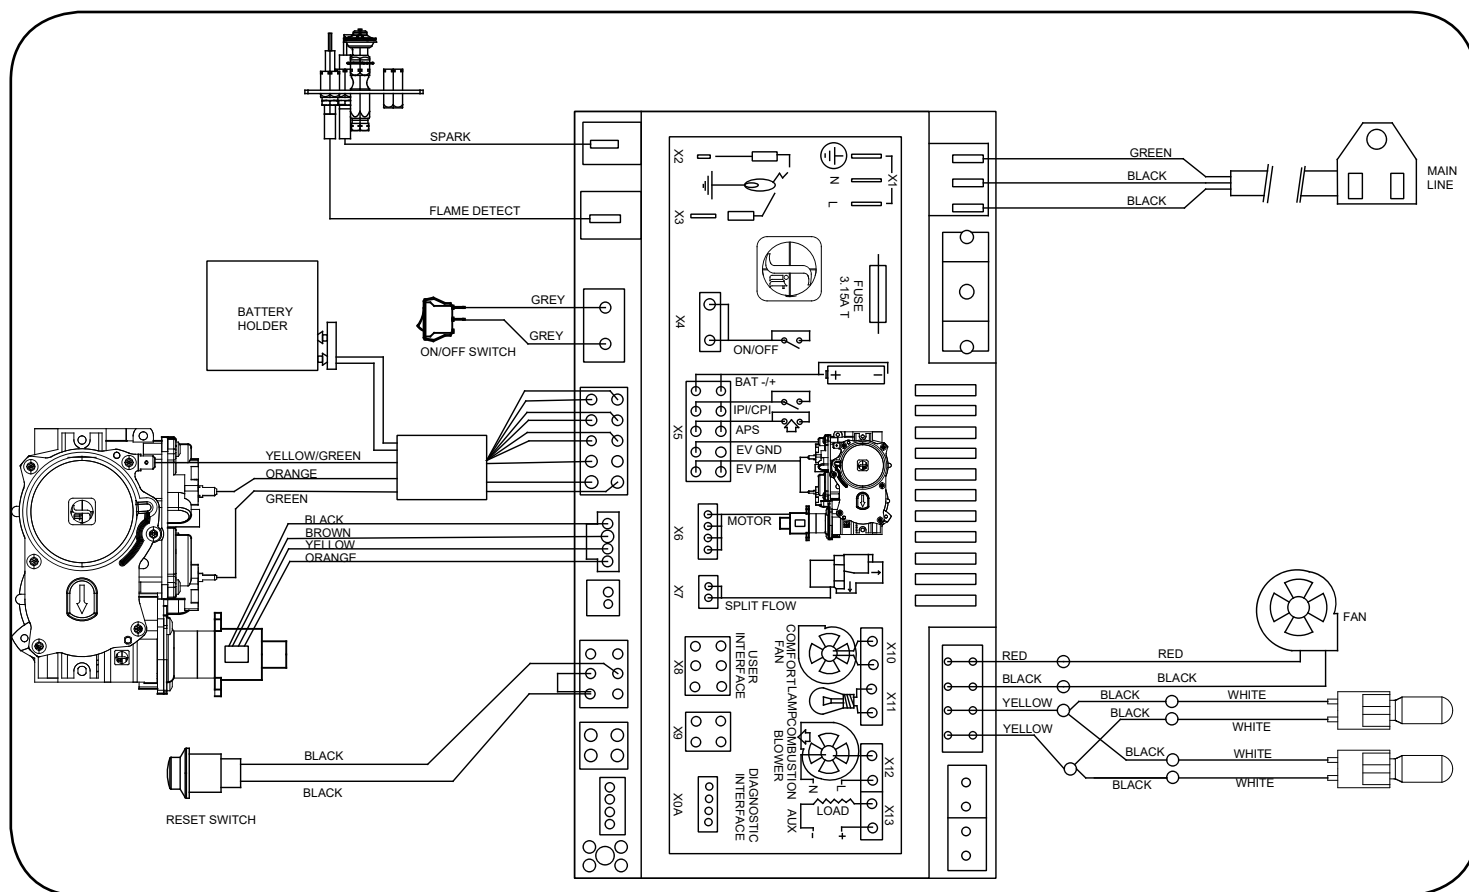 SPARK
FLAME DETECT
BATTERY
HOLDER
GREY
GREY
ON/OFF SWITCH
YELLOW/GREEN
ORANGE
GREEN
BLACK
BROWN
YELLOW
ORANGE
BLACK
BLACK
RESET SWITCH
X2
X3
N
L
X1
FUSE
3.15A T
X4
ON/OFF
X5
BAT -/+
+ −
IPI/CPI
APS
EV GND
EV P/M
X6
MOTOR
X7
SPLIT FLOW
X8
USER
INTERFACE
COMFORT
FAN
X10
LAMP
X11
X9
COMBUSTION
BLOWER
X12
N
L
X0A
DIAGNOSTIC
INTERFACE
AUX
LOAD
- +
X13
GREEN
BLACK
BLACK
MAIN
LINE
FAN
RED
RED
BLACK
BLACK
YELLOW
BLACK
WHITE
BLACK
WHITE
YELLOW
BLACK
WHITE
BLACK
WHITE